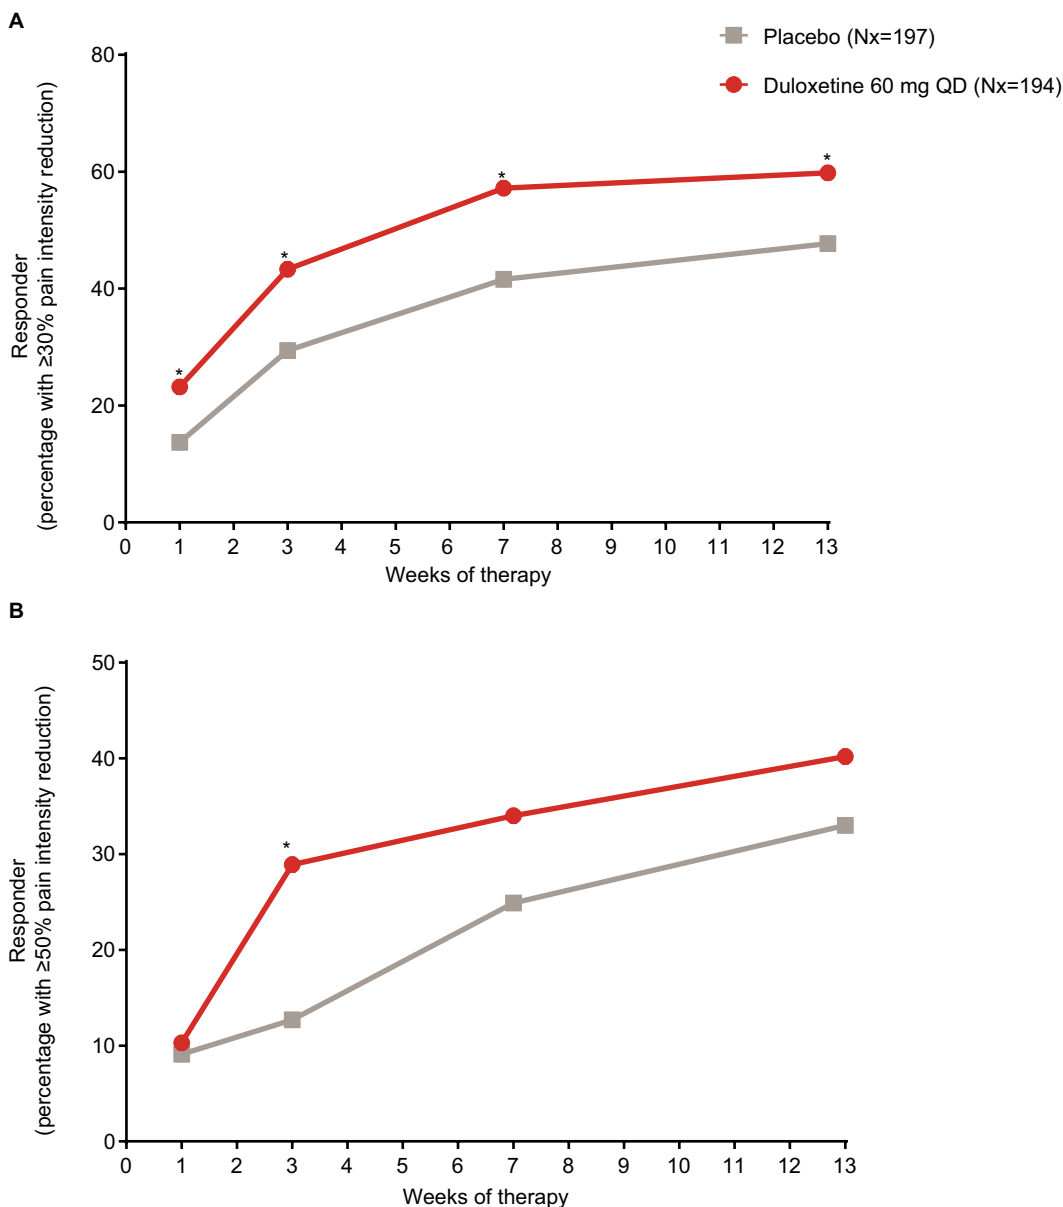 A
Placebo (Nx=197)
Duloxetine 60 mg QD (Nx=194)
Responder
(percentage with ≥30% pain intensity reduction)
80
60
40
20
0
*
*
*
*
0 1 2 3 4 5 6 7 8 9 10 11 12 13
Weeks of therapy
B
Responder
(percentage with ≥50% pain intensity reduction)
50
40
30
20
10
0
*
0 1 2 3 4 5 6 7 8 9 10 11 12 13
Weeks of therapy